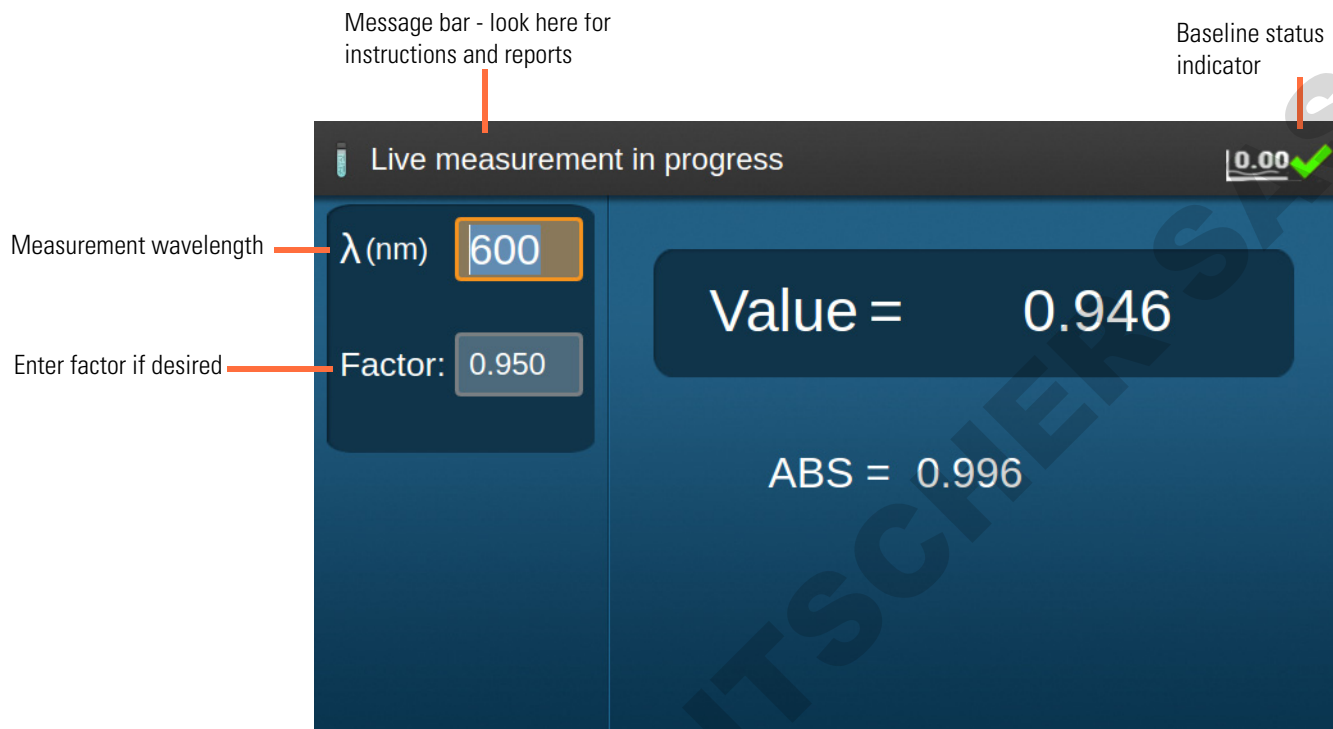 Message bar - look here for
instructions and reports
Baseline status
indicator
Live measurement in progress
0.00
Measurement wavelength
λ (nm) 600
Value = 0.946
Enter factor if desired
Factor: 0.950
ABS = 0.996